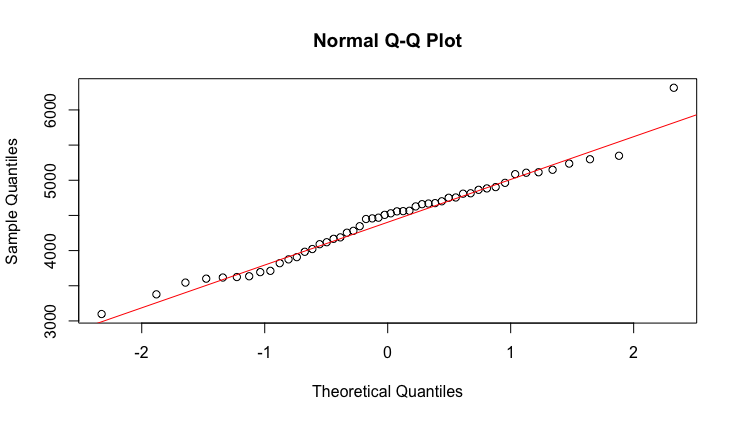 Normal Q-Q Plot
6000
5000
4000
3000
Sample Quantiles
-2 -1 0 1 2
Theoretical Quantiles